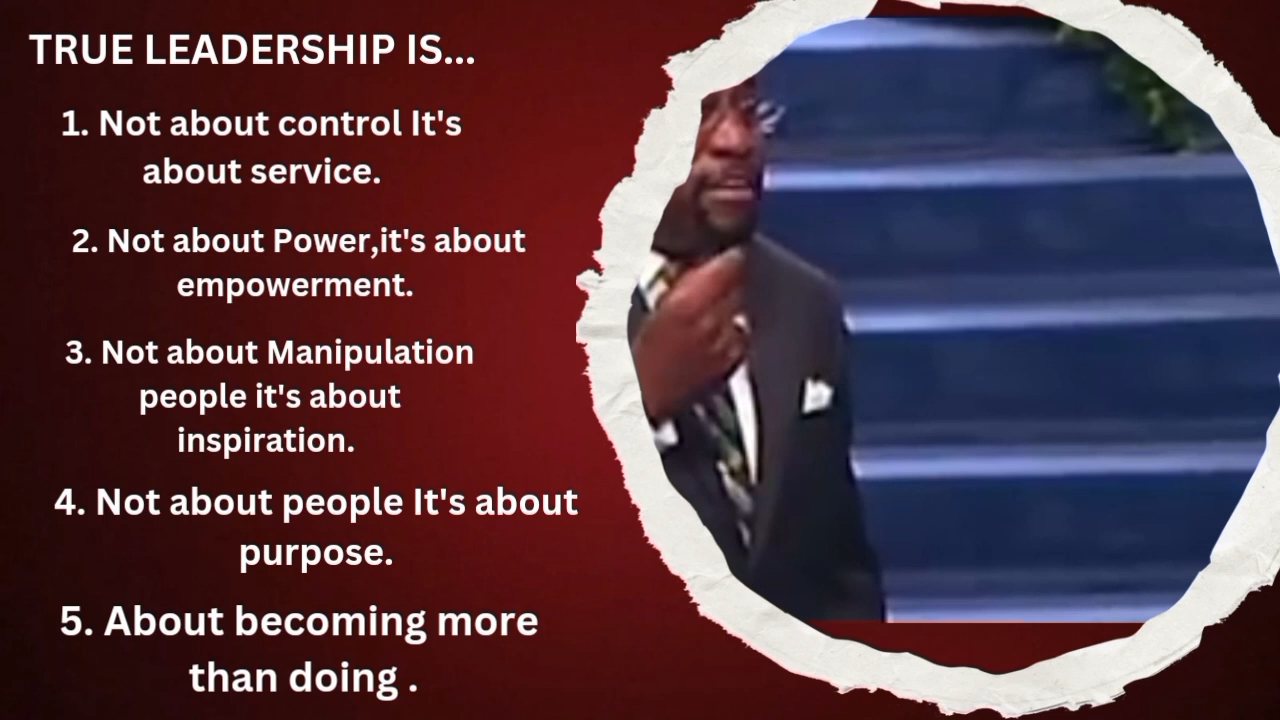 TRUE LEADERSHIP IS...
1. Not about control It's
about service.
2. Not about Power,it's about
empowerment.
3. Not about Manipulation
people it's about
inspiration.
4. Not about people It's about
purpose.
5. About becoming more
than doing .